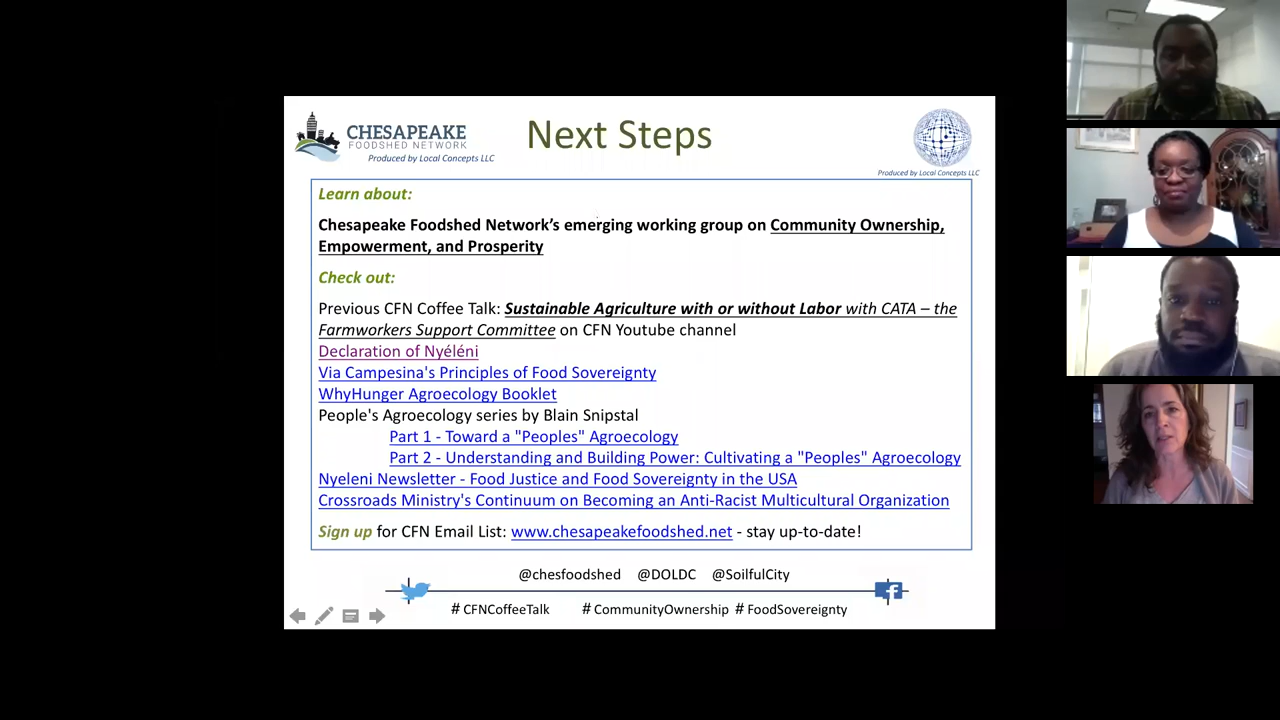 CHESAPEAKE
FOODSHED NETWORK
Produced by Local Concepts LLC
Next Steps
Produced by Local Concepts LLC
Learn about:
Chesapeake Foodshed Network’s emerging working group on Community Ownership,
Empowerment, and Prosperity
Check out:
Previous CFN Coffee Talk: Sustainable Agriculture with or without Labor with CATA – the
Farmworkers Support Committee on CFN Youtube channel
Declaration of Nyéléni
Via Campesina's Principles of Food Sovereignty
WhyHunger Agroecology Booklet
People's Agroecology series by Blain Snipstal
Part 1 - Toward a "Peoples" Agroecology
Part 2 - Understanding and Building Power: Cultivating a "Peoples" Agroecology
Nyeleni Newsletter - Food Justice and Food Sovereignty in the USA
Crossroads Ministry's Continuum on Becoming an Anti-Racist Multicultural Organization
Sign up for CFN Email List: www.chesapeakefoodshed.net - stay up-to-date!
@chesfoodshed @DOLDC @SoilfulCity
# CFNCoffeeTalk # CommunityOwnership # FoodSovereignty